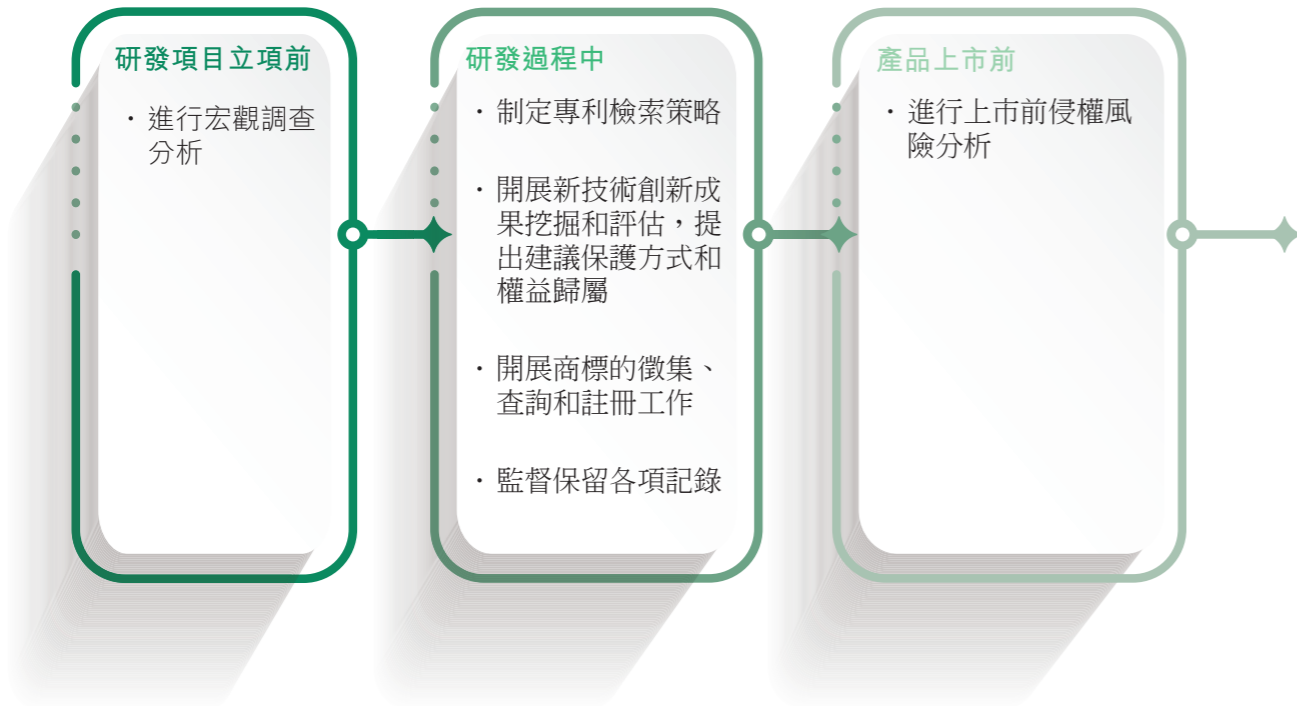 研發項目立項前
· 進行宏觀調查
分析
研發過程中
· 制定專利檢索策略
· 開展新技術創新成
果挖掘和評估，提
出建議保護方式和
權益歸屬
· 開展商標的徵集、
查詢和註冊工作
· 監督保留各項記錄
產品上市前
· 進行上市前侵權風
險分析